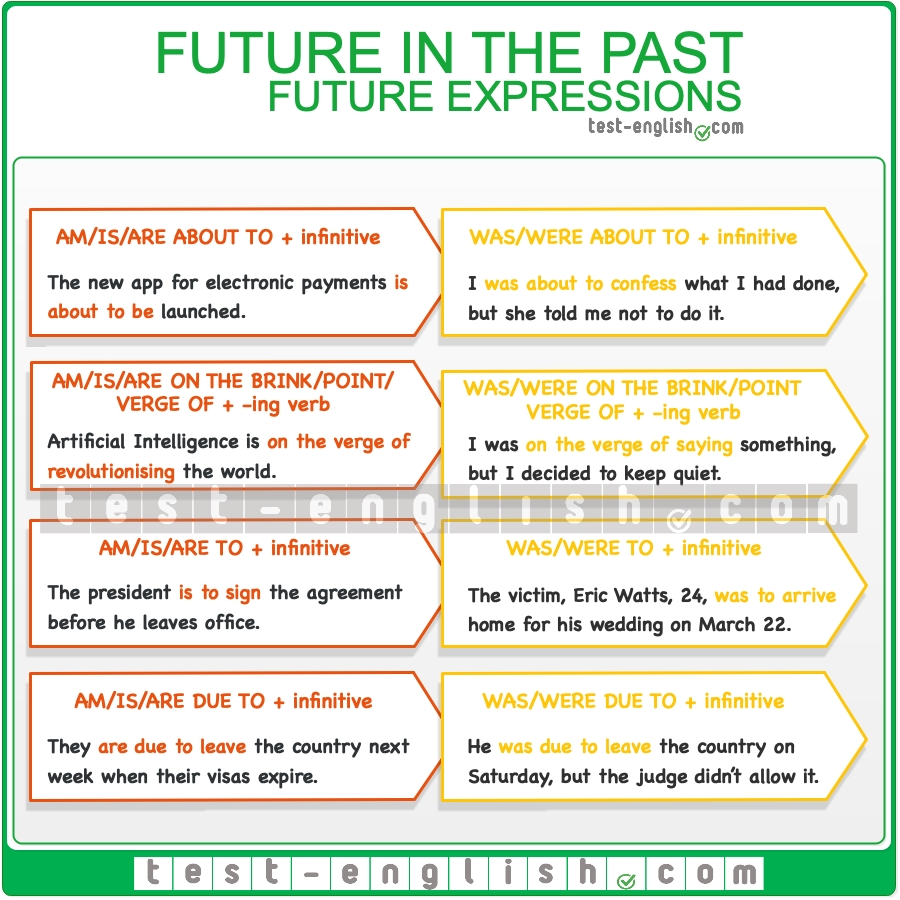 FUTURE IN THE PAST
FUTURE EXPRESSIONS
test-english.com
AM/IS/ARE ABOUT TO + infinitive
The new app for electronic payments is
about to be launched.
WAS/WERE ABOUT TO + infinitive
I was about to confess what I had done,
but she told me not to do it.
AM/IS/ARE ON THE BRINK/POINT/
VERGE OF + -ing verb
Artificial Intelligence is on the verge of
revolutionising the world.
WAS/WERE ON THE BRINK/POINT
VERGE OF + -ing verb
I was on the verge of saying something,
but I decided to keep quiet.
test-english.com
AM/IS/ARE TO + infinitive
The president is to sign the agreement
before he leaves office.
WAS/WERE TO + infinitive
The victim, Eric Watts, 24, was to arrive
home for his wedding on March 22.
AM/IS/ARE DUE TO + infinitive
They are due to leave the country next
week when their visas expire.
WAS/WERE DUE TO + infinitive
He was due to leave the country on
Saturday, but the judge didn't allow it.
test-english.com